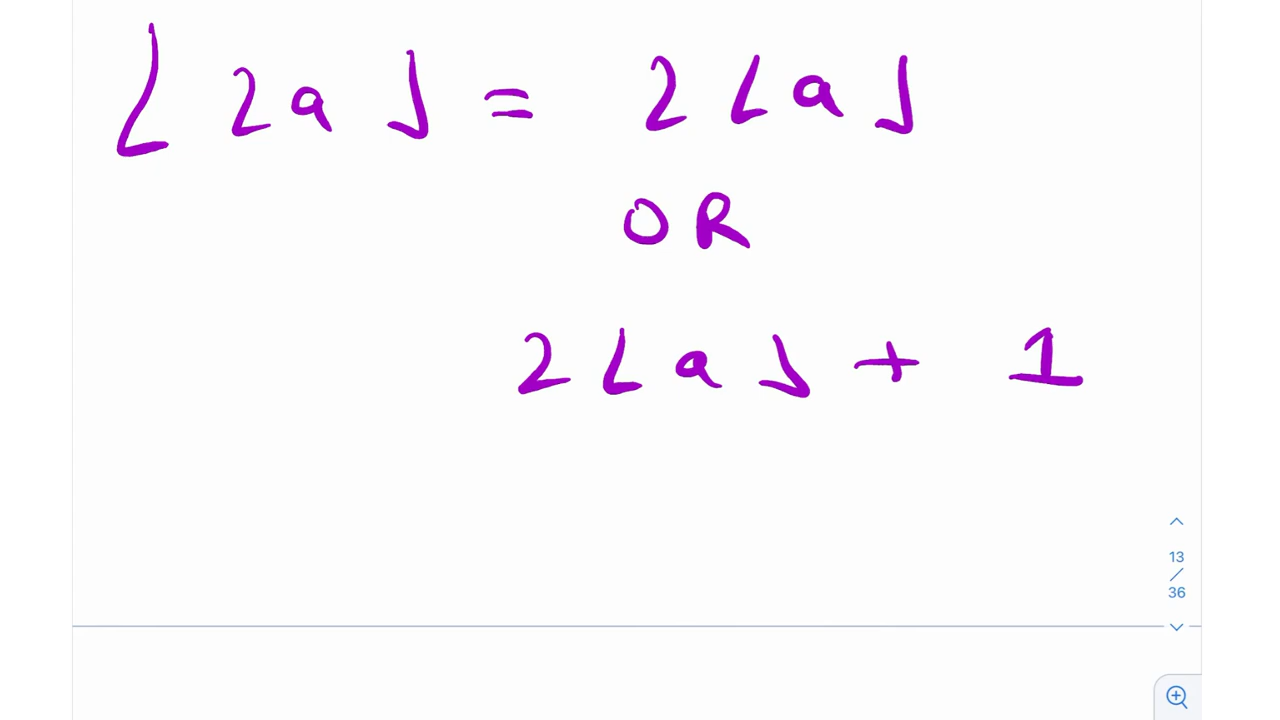 ⌊ 2a ⌋ = 2 ⌊ a ⌋
OR
2 ⌊ a ⌋ + 1
13
/
36